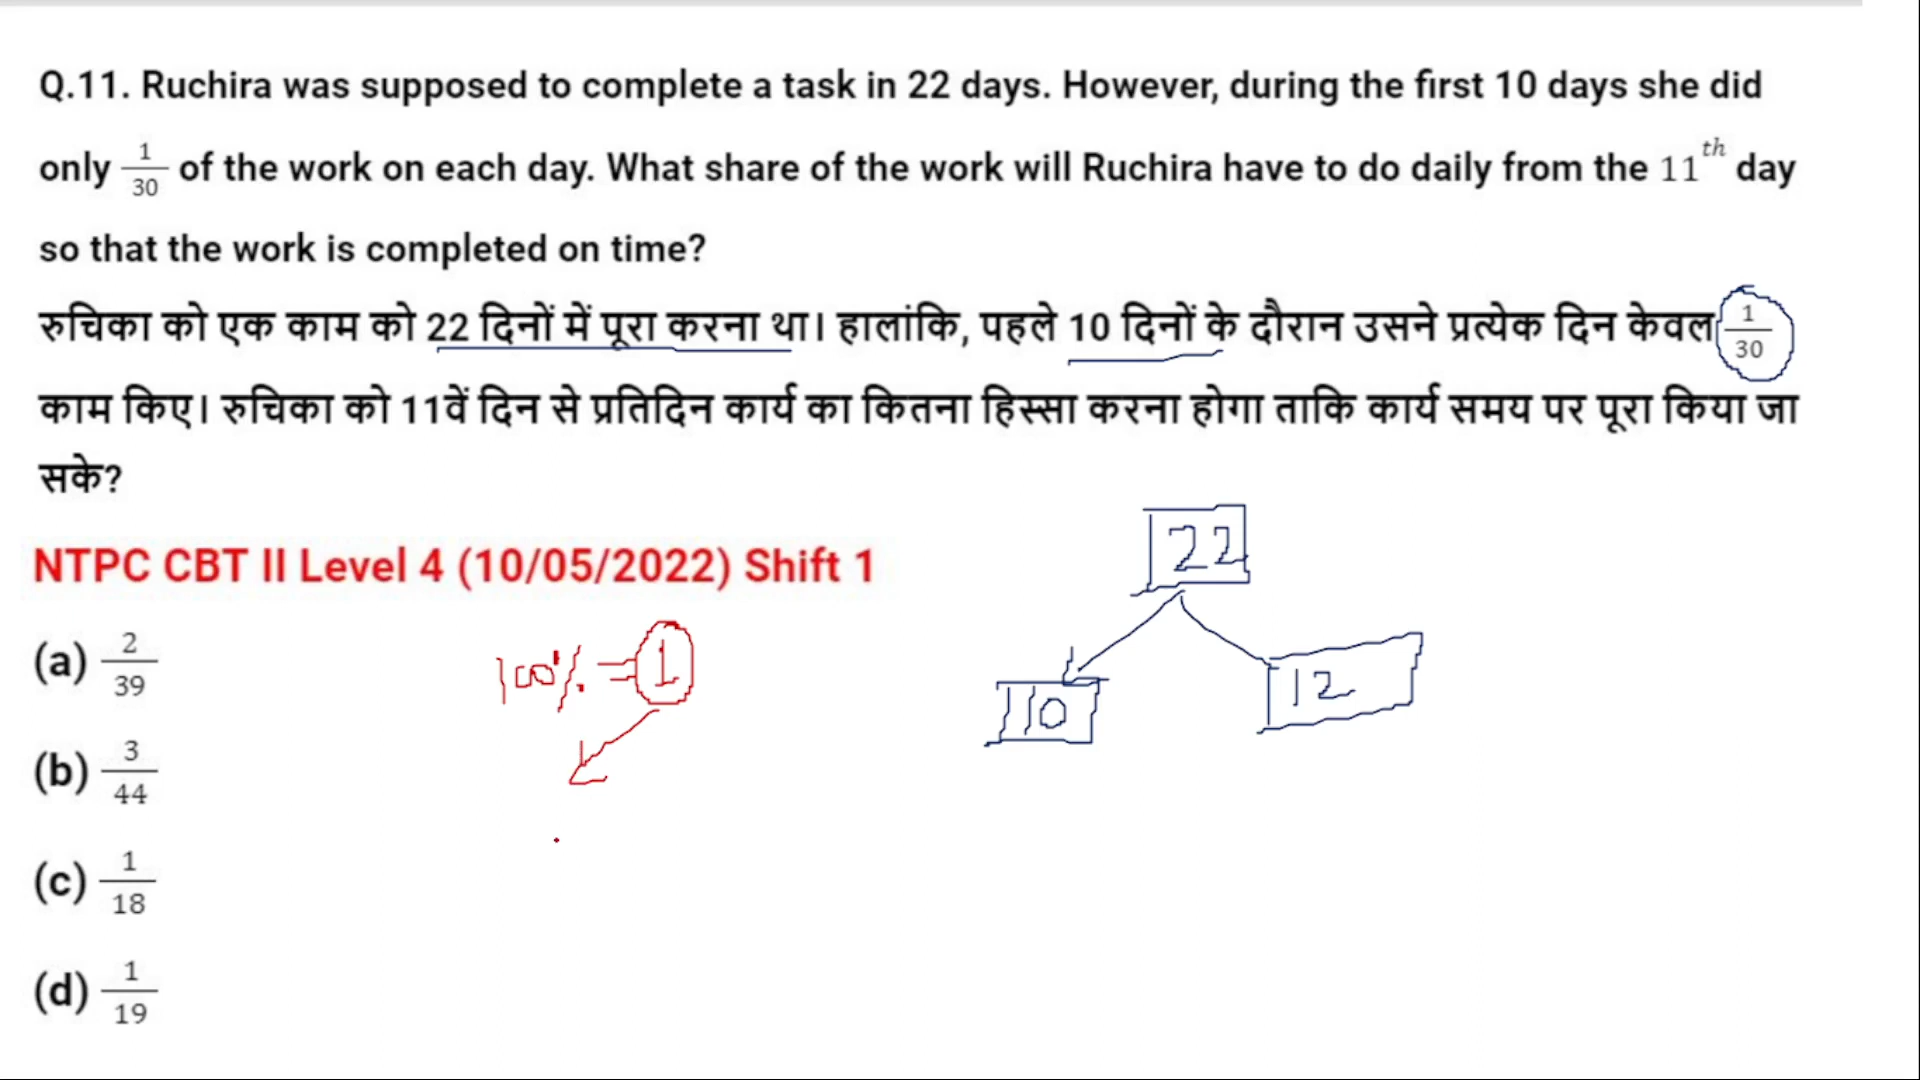 Q.11. Ruchira was supposed to complete a task in 22 days. However, during the first 10 days she did
only 1/30 of the work on each day. What share of the work will Ruchira have to do daily from the 11th day
so that the work is completed on time?
रुचिका को एक काम को 22 दिनों में पूरा करना था। हालांकि, पहले 10 दिनों के दौरान उसने प्रत्येक दिन केवल 1/30
काम किए। रुचिका को 11वें दिन से प्रतिदिन कार्य का कितना हिस्सा करना होगा ताकि कार्य समय पर पूरा किया जा
सके?
22
NTPC CBT II Level 4 (10/05/2022) Shift 1
(a) 2/39
100% = 1
10
12
(b) 3/44
(c) 1/18
(d) 1/19